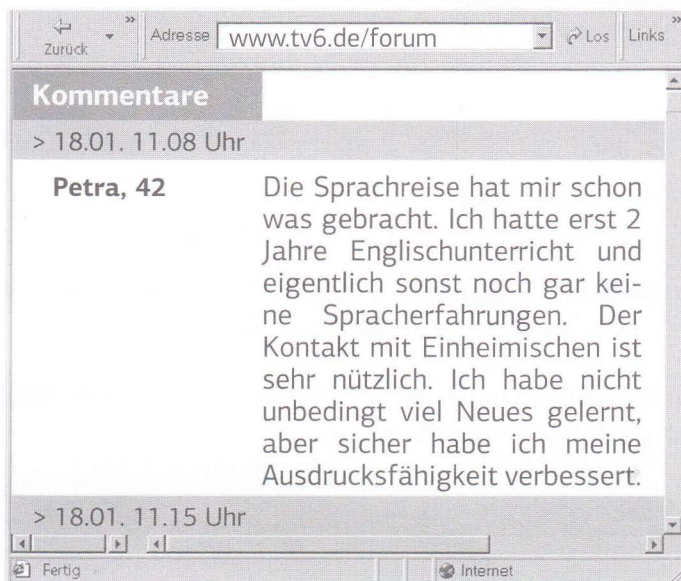 Zurück
»
Adresse
www.tv6.de/forum
Los
Links
»
Kommentare
> 18.01. 11.08 Uhr
Petra, 42
Die Sprachreise hat mir schon
was gebracht. Ich hatte erst 2
Jahre Englischunterricht und
eigentlich sonst noch gar kei-
ne Spracherfahrungen. Der
Kontakt mit Einheimischen ist
sehr nützlich. Ich habe nicht
unbedingt viel Neues gelernt,
aber sicher habe ich meine
Ausdrucksfähigkeit verbessert.
> 18.01. 11.15 Uhr
Fertig
Internet